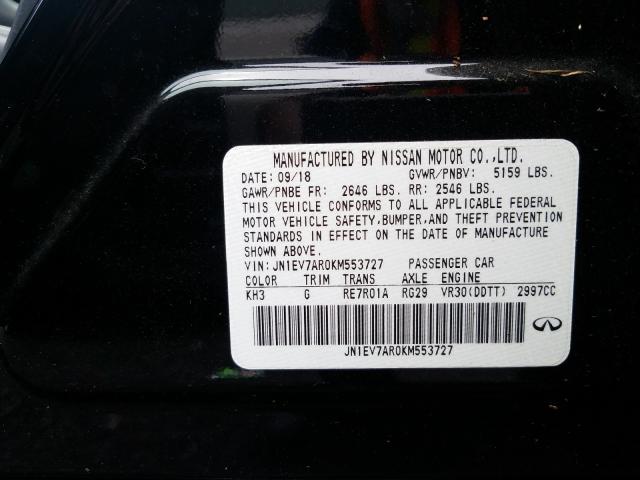 MANUFACTURED BY NISSAN MOTOR CO.,LTD.
DATE: 09/18 GVWR/PNBV: 5159 LBS.
GAWR/PNBE FR: 2646 LBS. RR: 2546 LBS.
THIS VEHICLE CONFORMS TO ALL APPLICABLE FEDERAL
MOTOR VEHICLE SAFETY,BUMPER,AND THEFT PREVENTION
STANDARDS IN EFFECT ON THE DATE OF MANUFACTURE
SHOWN ABOVE.
VIN: JN1EV7AR0KM553727 PASSENGER CAR
COLOR TRIM TRANS AXLE ENGINE
KH3 G RE7R01A RG29 VR30(DDTT) 2997CC
JN1EV7AR0KM553727